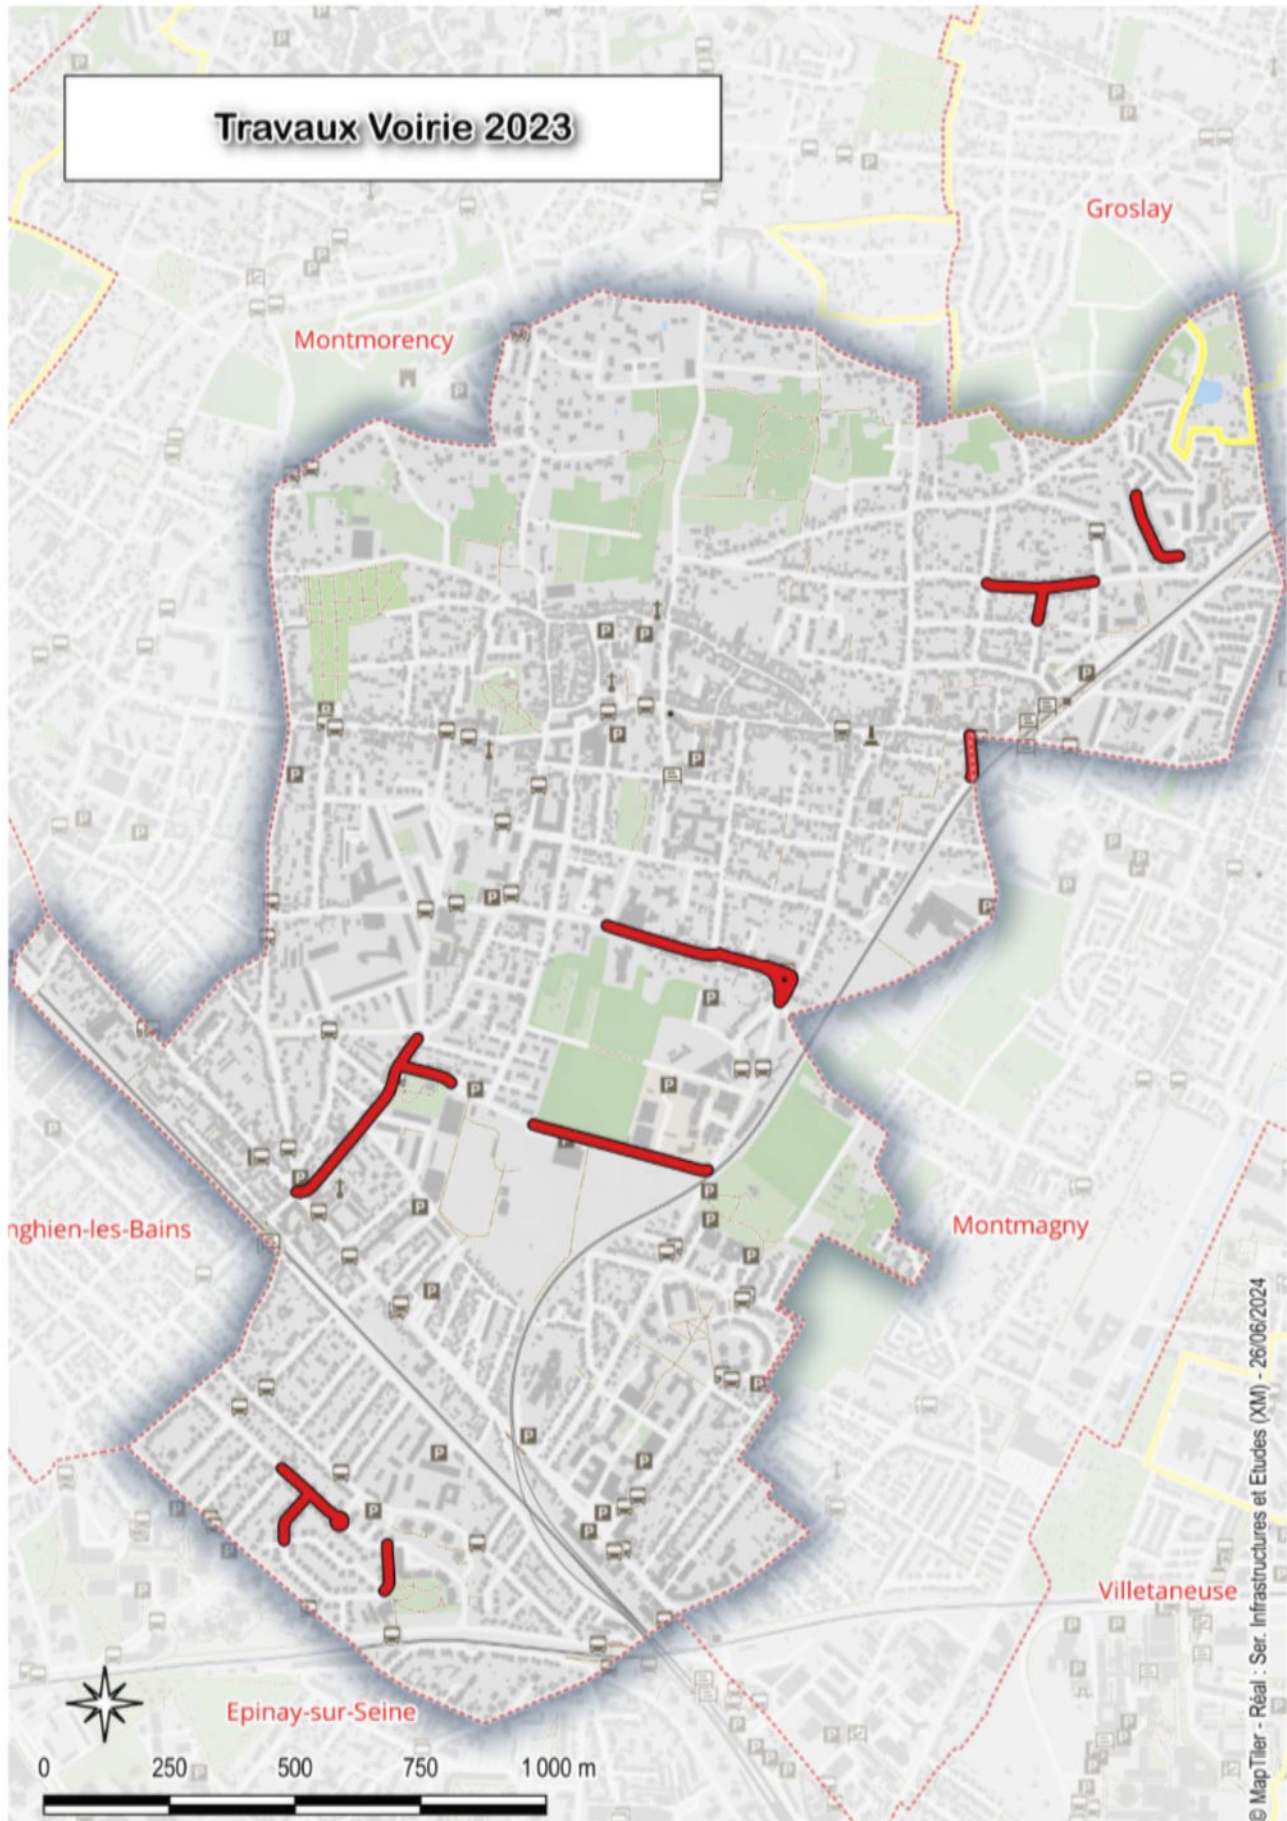 Travaux Voirie 2023
Groslay
Montmorency
nghien-les-Bains
Montmagny
Villetaneuse
Epinay-sur-Seine
0 250 500 750 1 000 m
© MapTiler - Réal : Ser. Infrastructures et Etudes (XM) - 26/06/2024